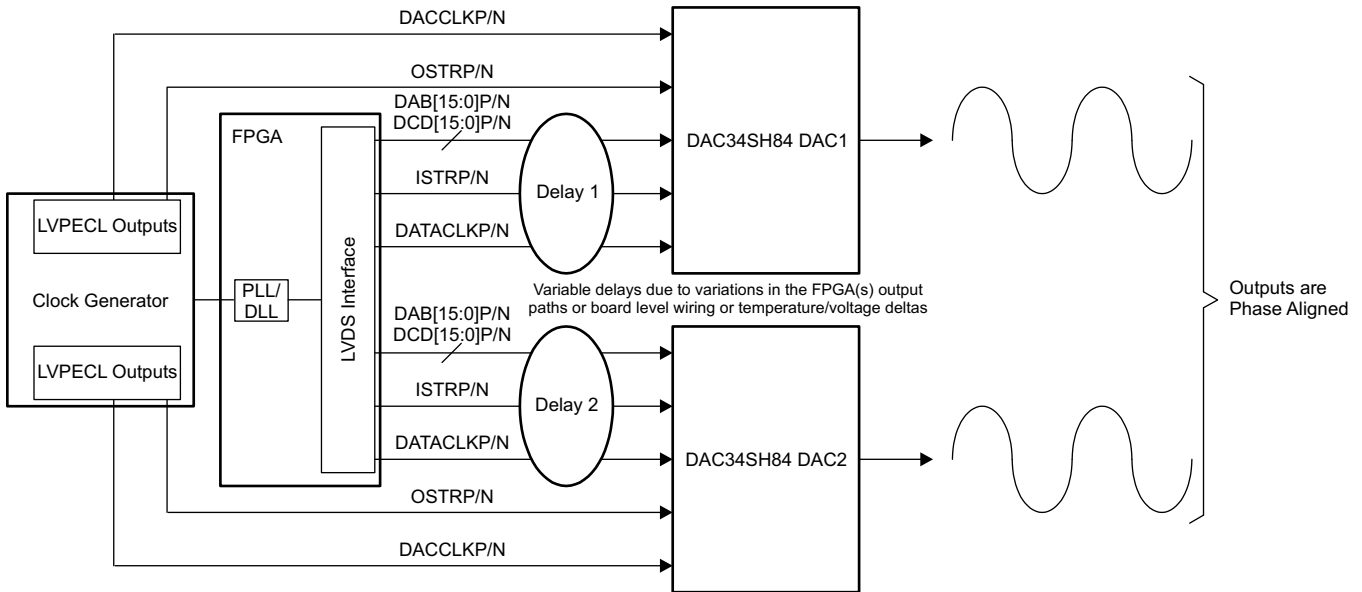 DACCLKP/N
OSTRP/N
DAB[15:0]P/N
DCD[15:0]P/N
FPGA
DAC34SH84 DAC1
ISTRP/N
Delay 1
LVPECL Outputs
DATACLKP/N
Clock Generator
PLL/
DLL
LVDS Interface
Variable delays due to variations in the FPGA(s) output
paths or board level wiring or temperature/voltage deltas
Outputs are
Phase Aligned
DAB[15:0]P/N
DCD[15:0]P/N
LVPECL Outputs
ISTRP/N
Delay 2
DATACLKP/N
DAC34SH84 DAC2
OSTRP/N
DACCLKP/N